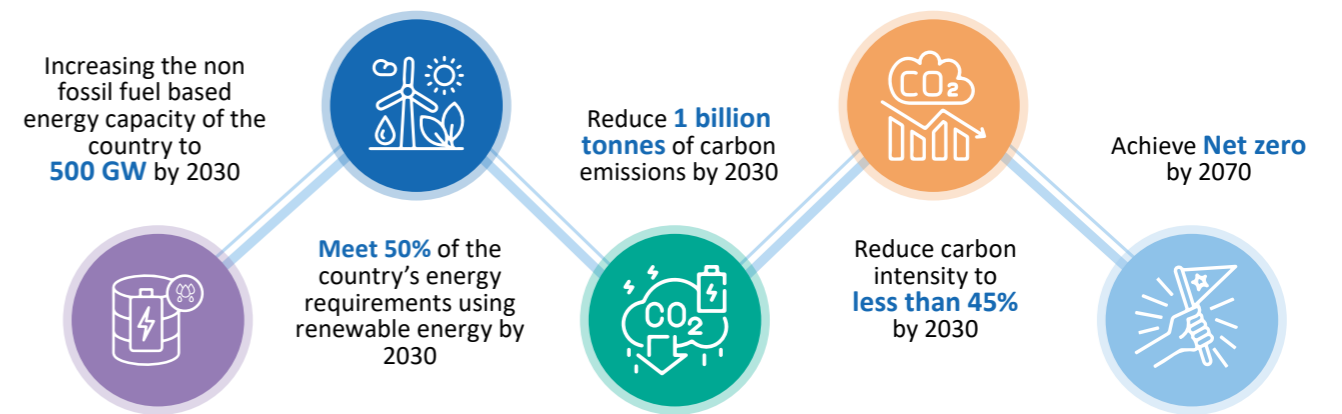 Increasing the non
fossil fuel based
energy capacity of the
country to
500 GW by 2030
Meet 50% of the
country's energy
requirements using
renewable energy by
2030
Reduce 1 billion
tonnes of carbon
emissions by 2030
CO₂
CO₂
Reduce carbon
intensity to
less than 45%
by 2030
Achieve Net zero
by 2070